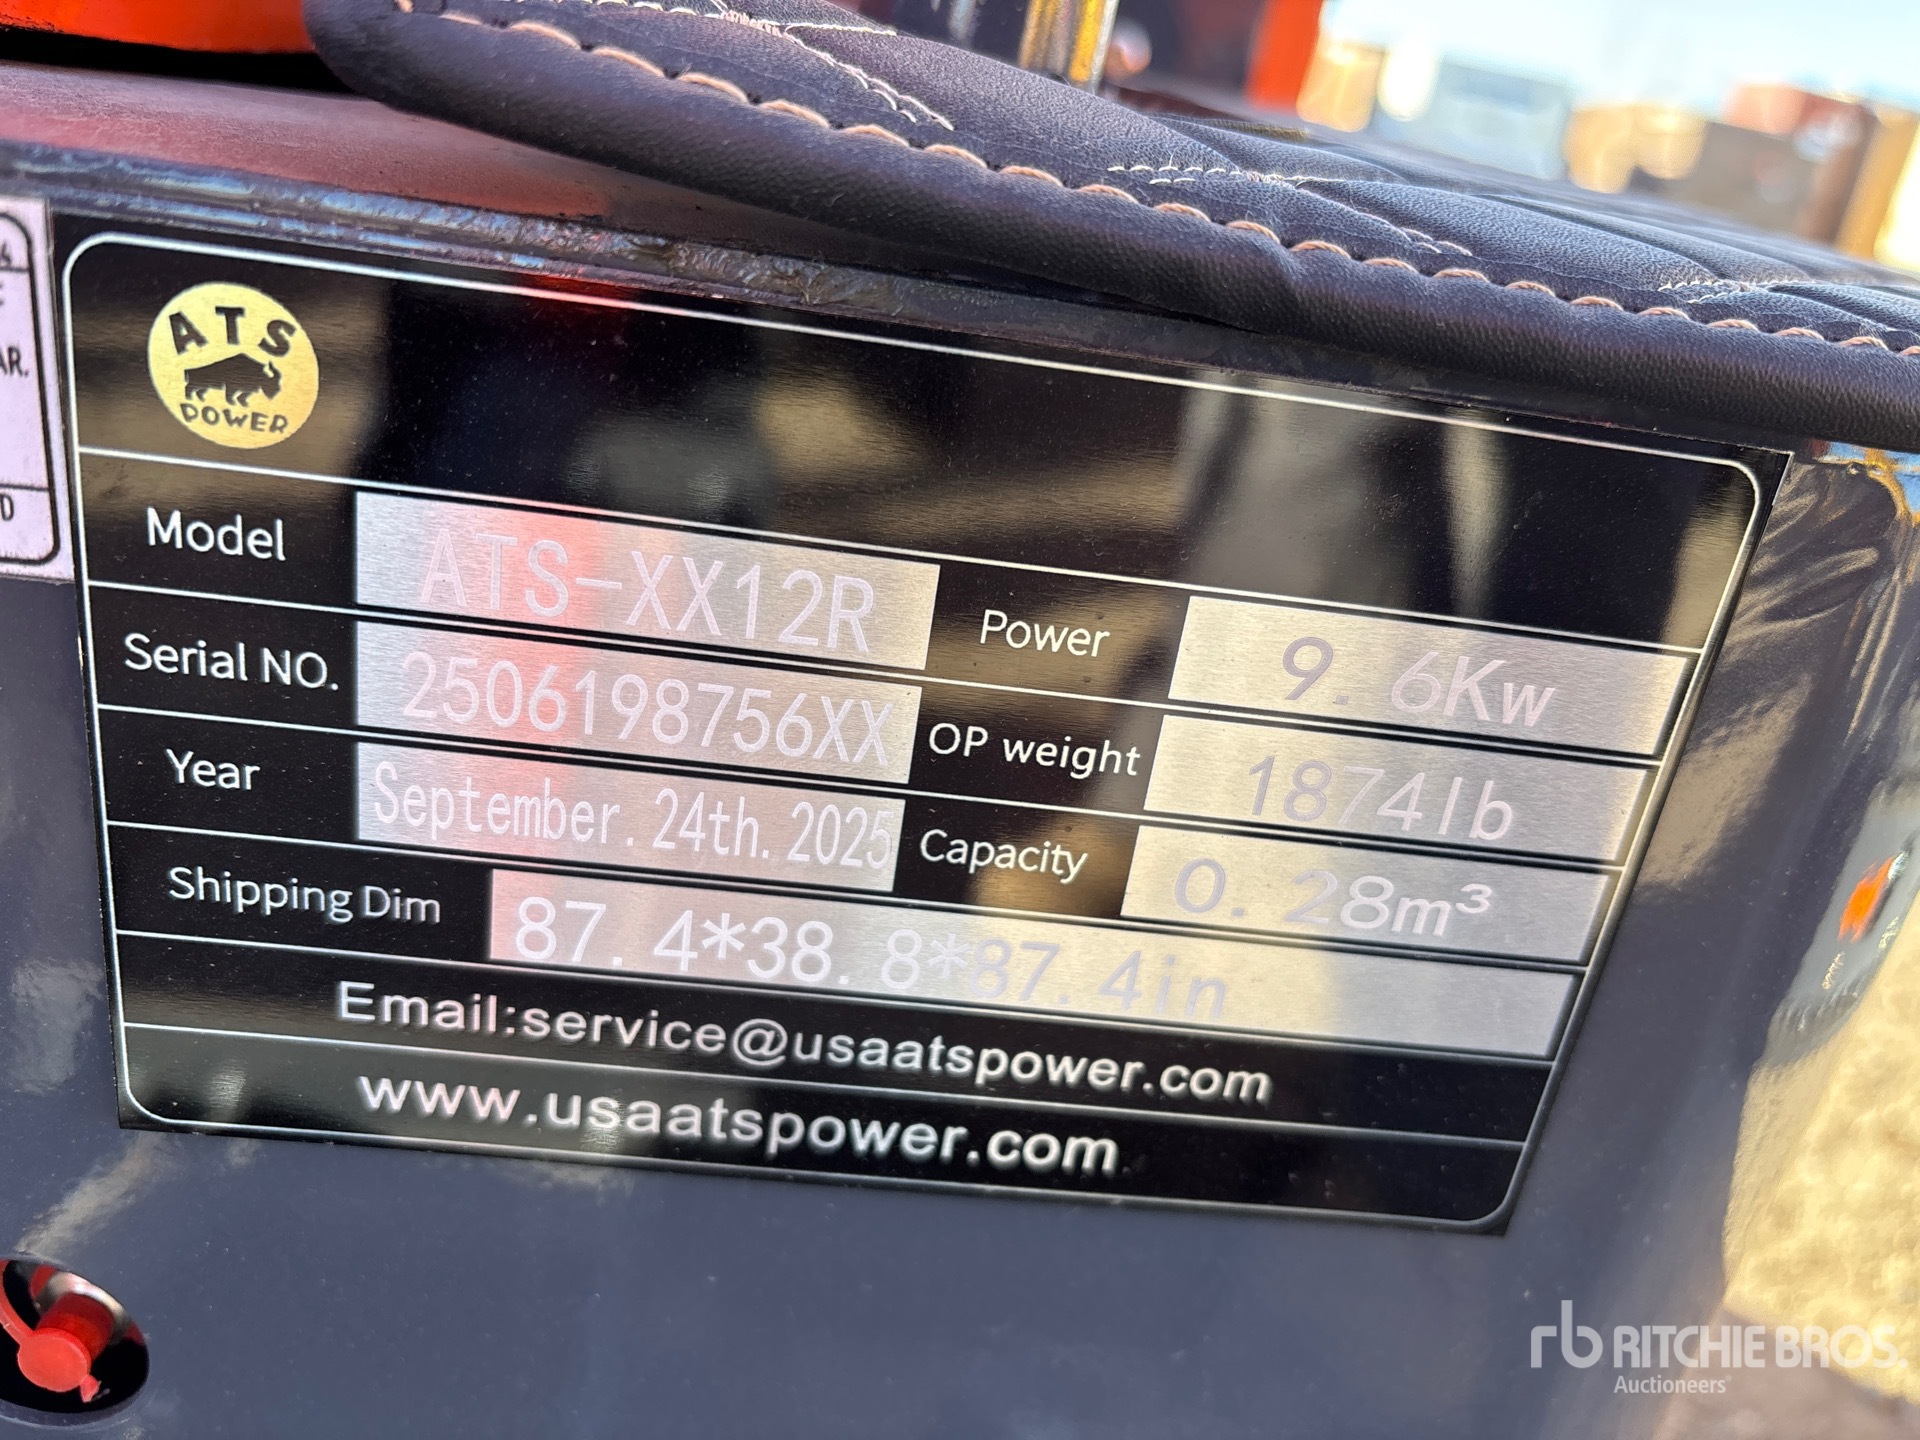 ATS
POWER
AR.
D
Model ATS-XX12R Power 9.6Kw
Serial NO. 2506198756XX OP weight 1874lb
Year September.24th.2025 Capacity 0.28m³
Shipping Dim 87.4*38.8*87.4in
Email:service@usaatspower.com
www.usaatspower.com
rb RITCHIE BROS.
Auctioneers